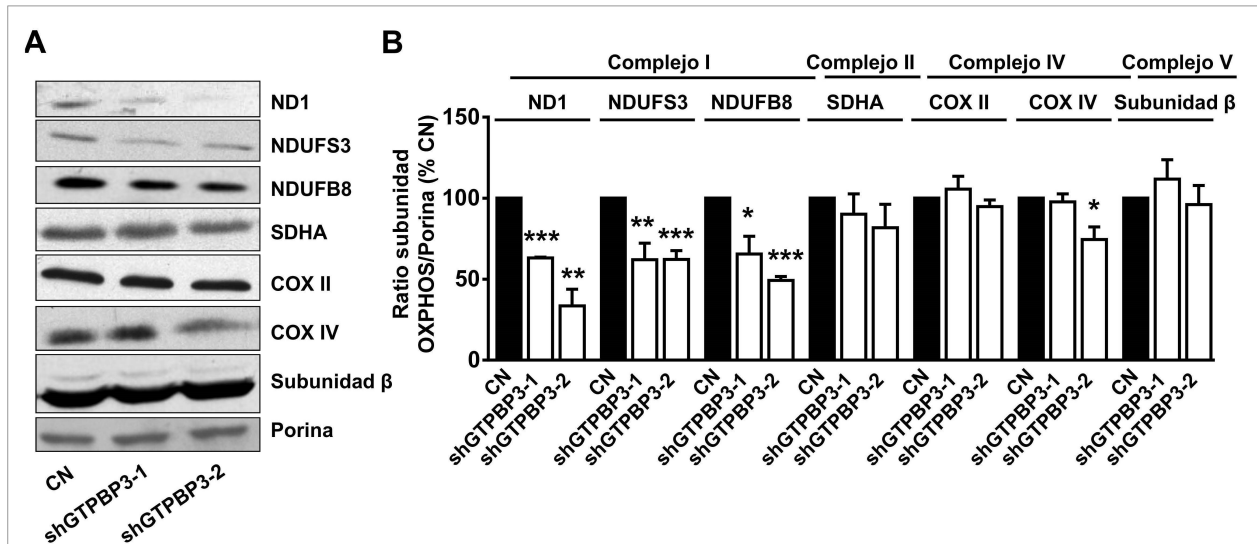 A
ND1
NDUFS3
NDUFB8
SDHA
COX II
COX IV
Subunidad β
Porina
CN
shGTPBP3-1
shGTPBP3-2
B
Complejo I Complejo II Complejo IV Complejo V
ND1 NDUFS3 NDUFB8 SDHA COX II COX IV Subunidad β
Ratio subunidad
OXPHOS/Porina (% CN)
150
100
50
0
*** ** ** *** * *** *
CN shGTPBP3-1 shGTPBP3-2 CN shGTPBP3-1 shGTPBP3-2 CN shGTPBP3-1 shGTPBP3-2 CN shGTPBP3-1 shGTPBP3-2 CN shGTPBP3-1 shGTPBP3-2 CN shGTPBP3-1 shGTPBP3-2 CN shGTPBP3-1 shGTPBP3-2